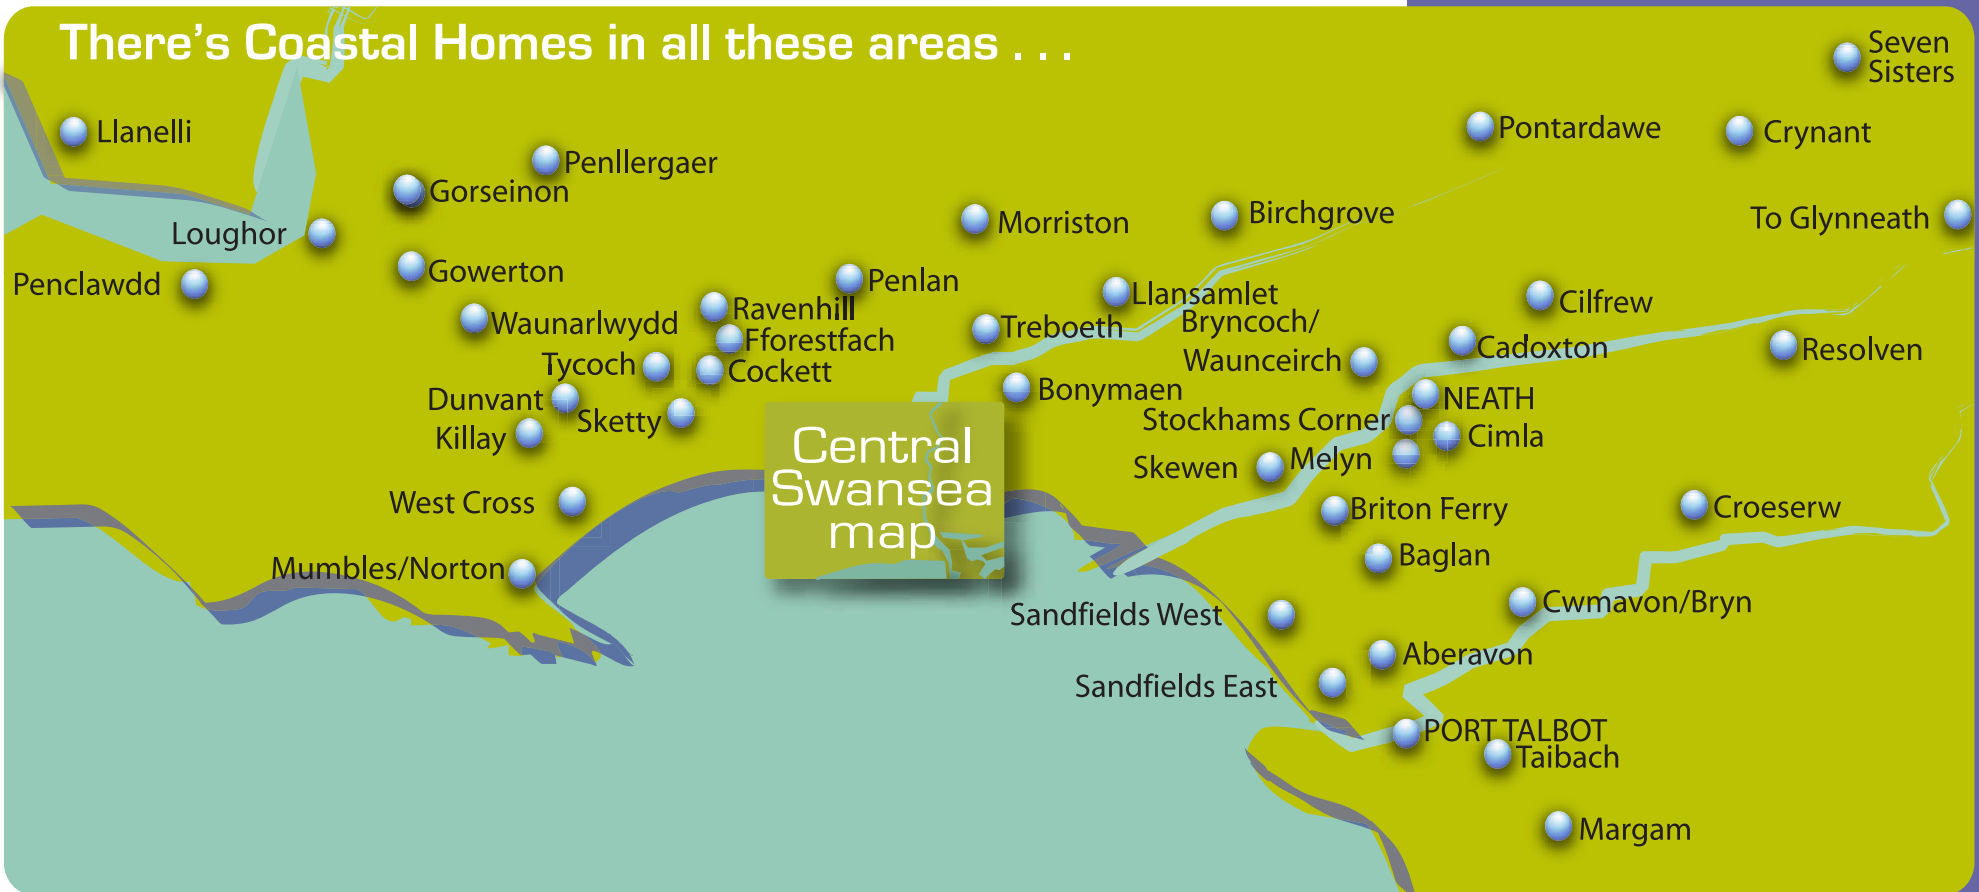 There's Coastal Homes in all these areas . . .
Seven
Sisters
Llanelli
Pontardawe
Crynant
Penllergaer
Gorseinon
Morriston
Birchgrove
To Glynneath
Loughor
Penclawdd
Gowerton
Penlan
Llansamlet
Cilfrew
Waunarlwydd
Ravenhill
Treboeth
Bryncoch/
Waunceirch
Fforestfach
Cadoxton
Resolven
Tycoch
Cockett
Bonymaen
NEATH
Dunvant
Sketty
Stockhams Corner
Cimla
Killay
Central
Swansea
map
Skewen
Melyn
West Cross
Briton Ferry
Croeserw
Baglan
Mumbles/Norton
Sandfields West
Cwmavon/Bryn
Aberavon
Sandfields East
PORT TALBOT
Taibach
Margam